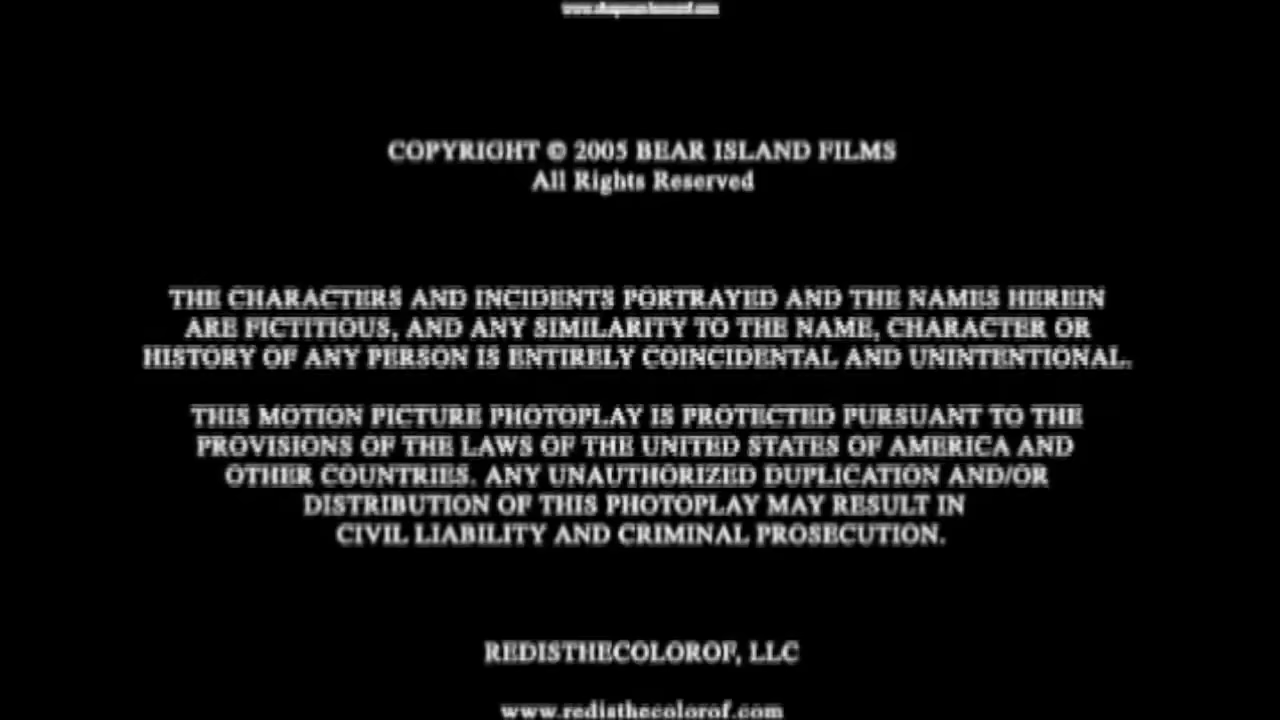 COPYRIGHT © 2005 BEAR ISLAND FILMS
All Rights Reserved
THE CHARACTERS AND INCIDENTS PORTRAYED AND THE NAMES HEREIN
ARE FICTITIOUS, AND ANY SIMILARITY TO THE NAME, CHARACTER OR
HISTORY OF ANY PERSON IS ENTIRELY COINCIDENTAL AND UNINTENTIONAL.
THIS MOTION PICTURE PHOTOPLAY IS PROTECTED PURSUANT TO THE
PROVISIONS OF THE LAWS OF THE UNITED STATES OF AMERICA AND
OTHER COUNTRIES. ANY UNAUTHORIZED DUPLICATION AND/OR
DISTRIBUTION OF THIS PHOTOPLAY MAY RESULT IN
CIVIL LIABILITY AND CRIMINAL PROSECUTION.
REDISTHECOLOROF, LLC
www.redisthecolorof.com